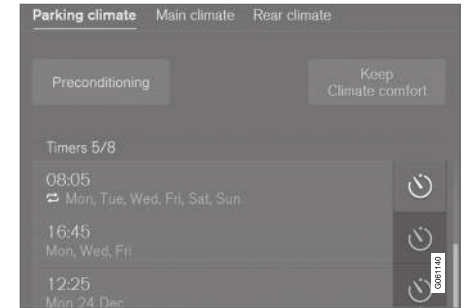 Parking climate Main climate Rear climate
Preconditioning
Keep
Climate comfort
Timers 5/8
08:05
Mon, Tue, Wed, Fri, Sat, Sun
16:45
Mon, Wed, Fri
12:25
Mon 24 Dec
G061140